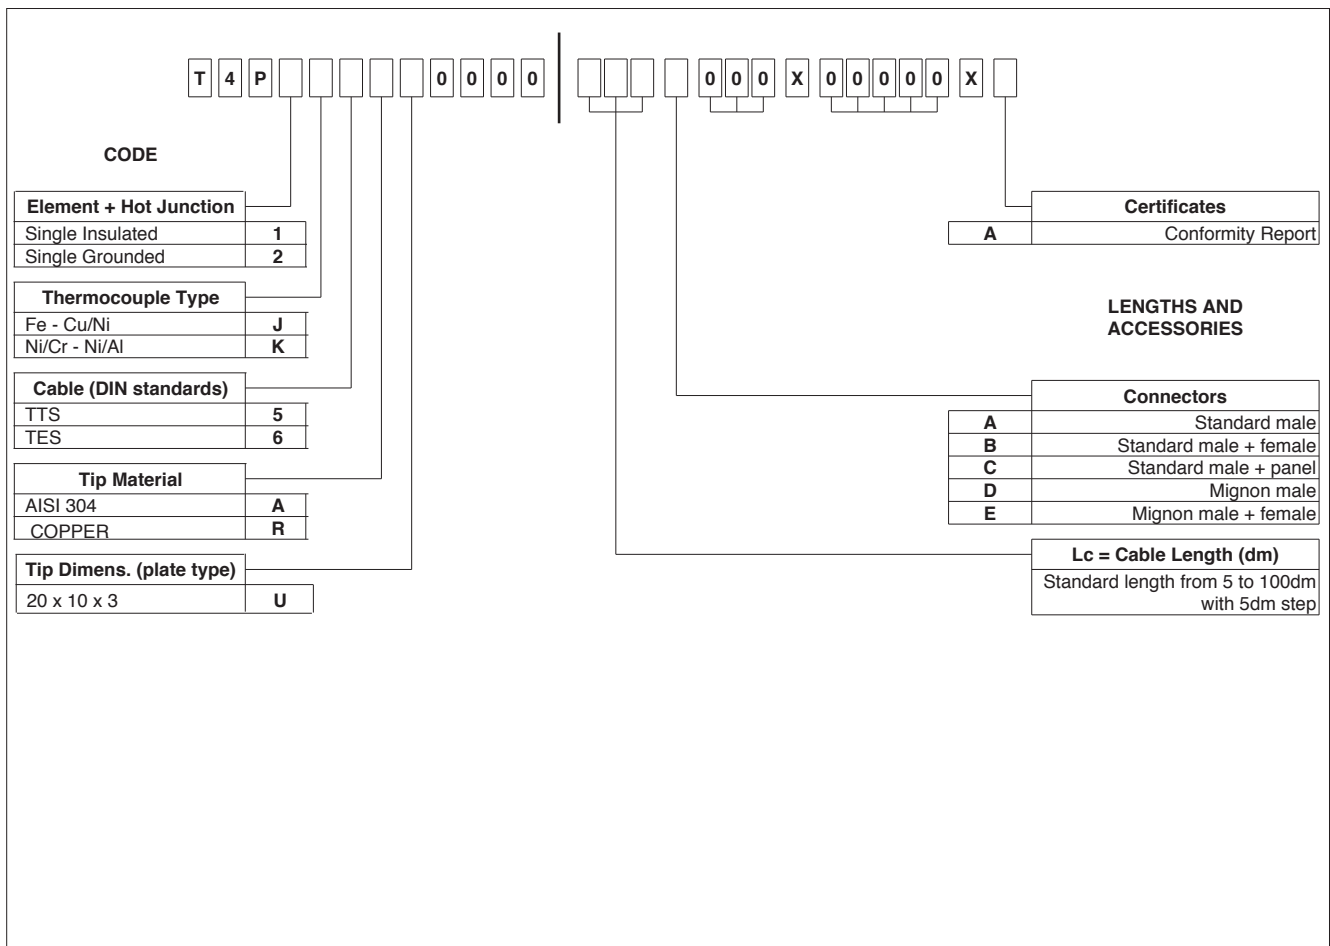 T 4 P 0 0 0 0 0 0 0 X 0 0 0 0 0 X
CODE
Element + Hot Junction
Single Insulated 1
Single Grounded 2
Thermocouple Type
Fe - Cu/Ni J
Ni/Cr - Ni/Al K
Cable (DIN standards)
TTS 5
TES 6
Tip Material
AISI 304 A
COPPER R
Tip Dimens. (plate type)
20 x 10 x 3 U
Certificates
A Conformity Report
LENGTHS AND
ACCESSORIES
Connectors
A Standard male
B Standard male + female
C Standard male + panel
D Mignon male
E Mignon male + female
Lc = Cable Length (dm)
Standard length from 5 to 100dm
with 5dm step